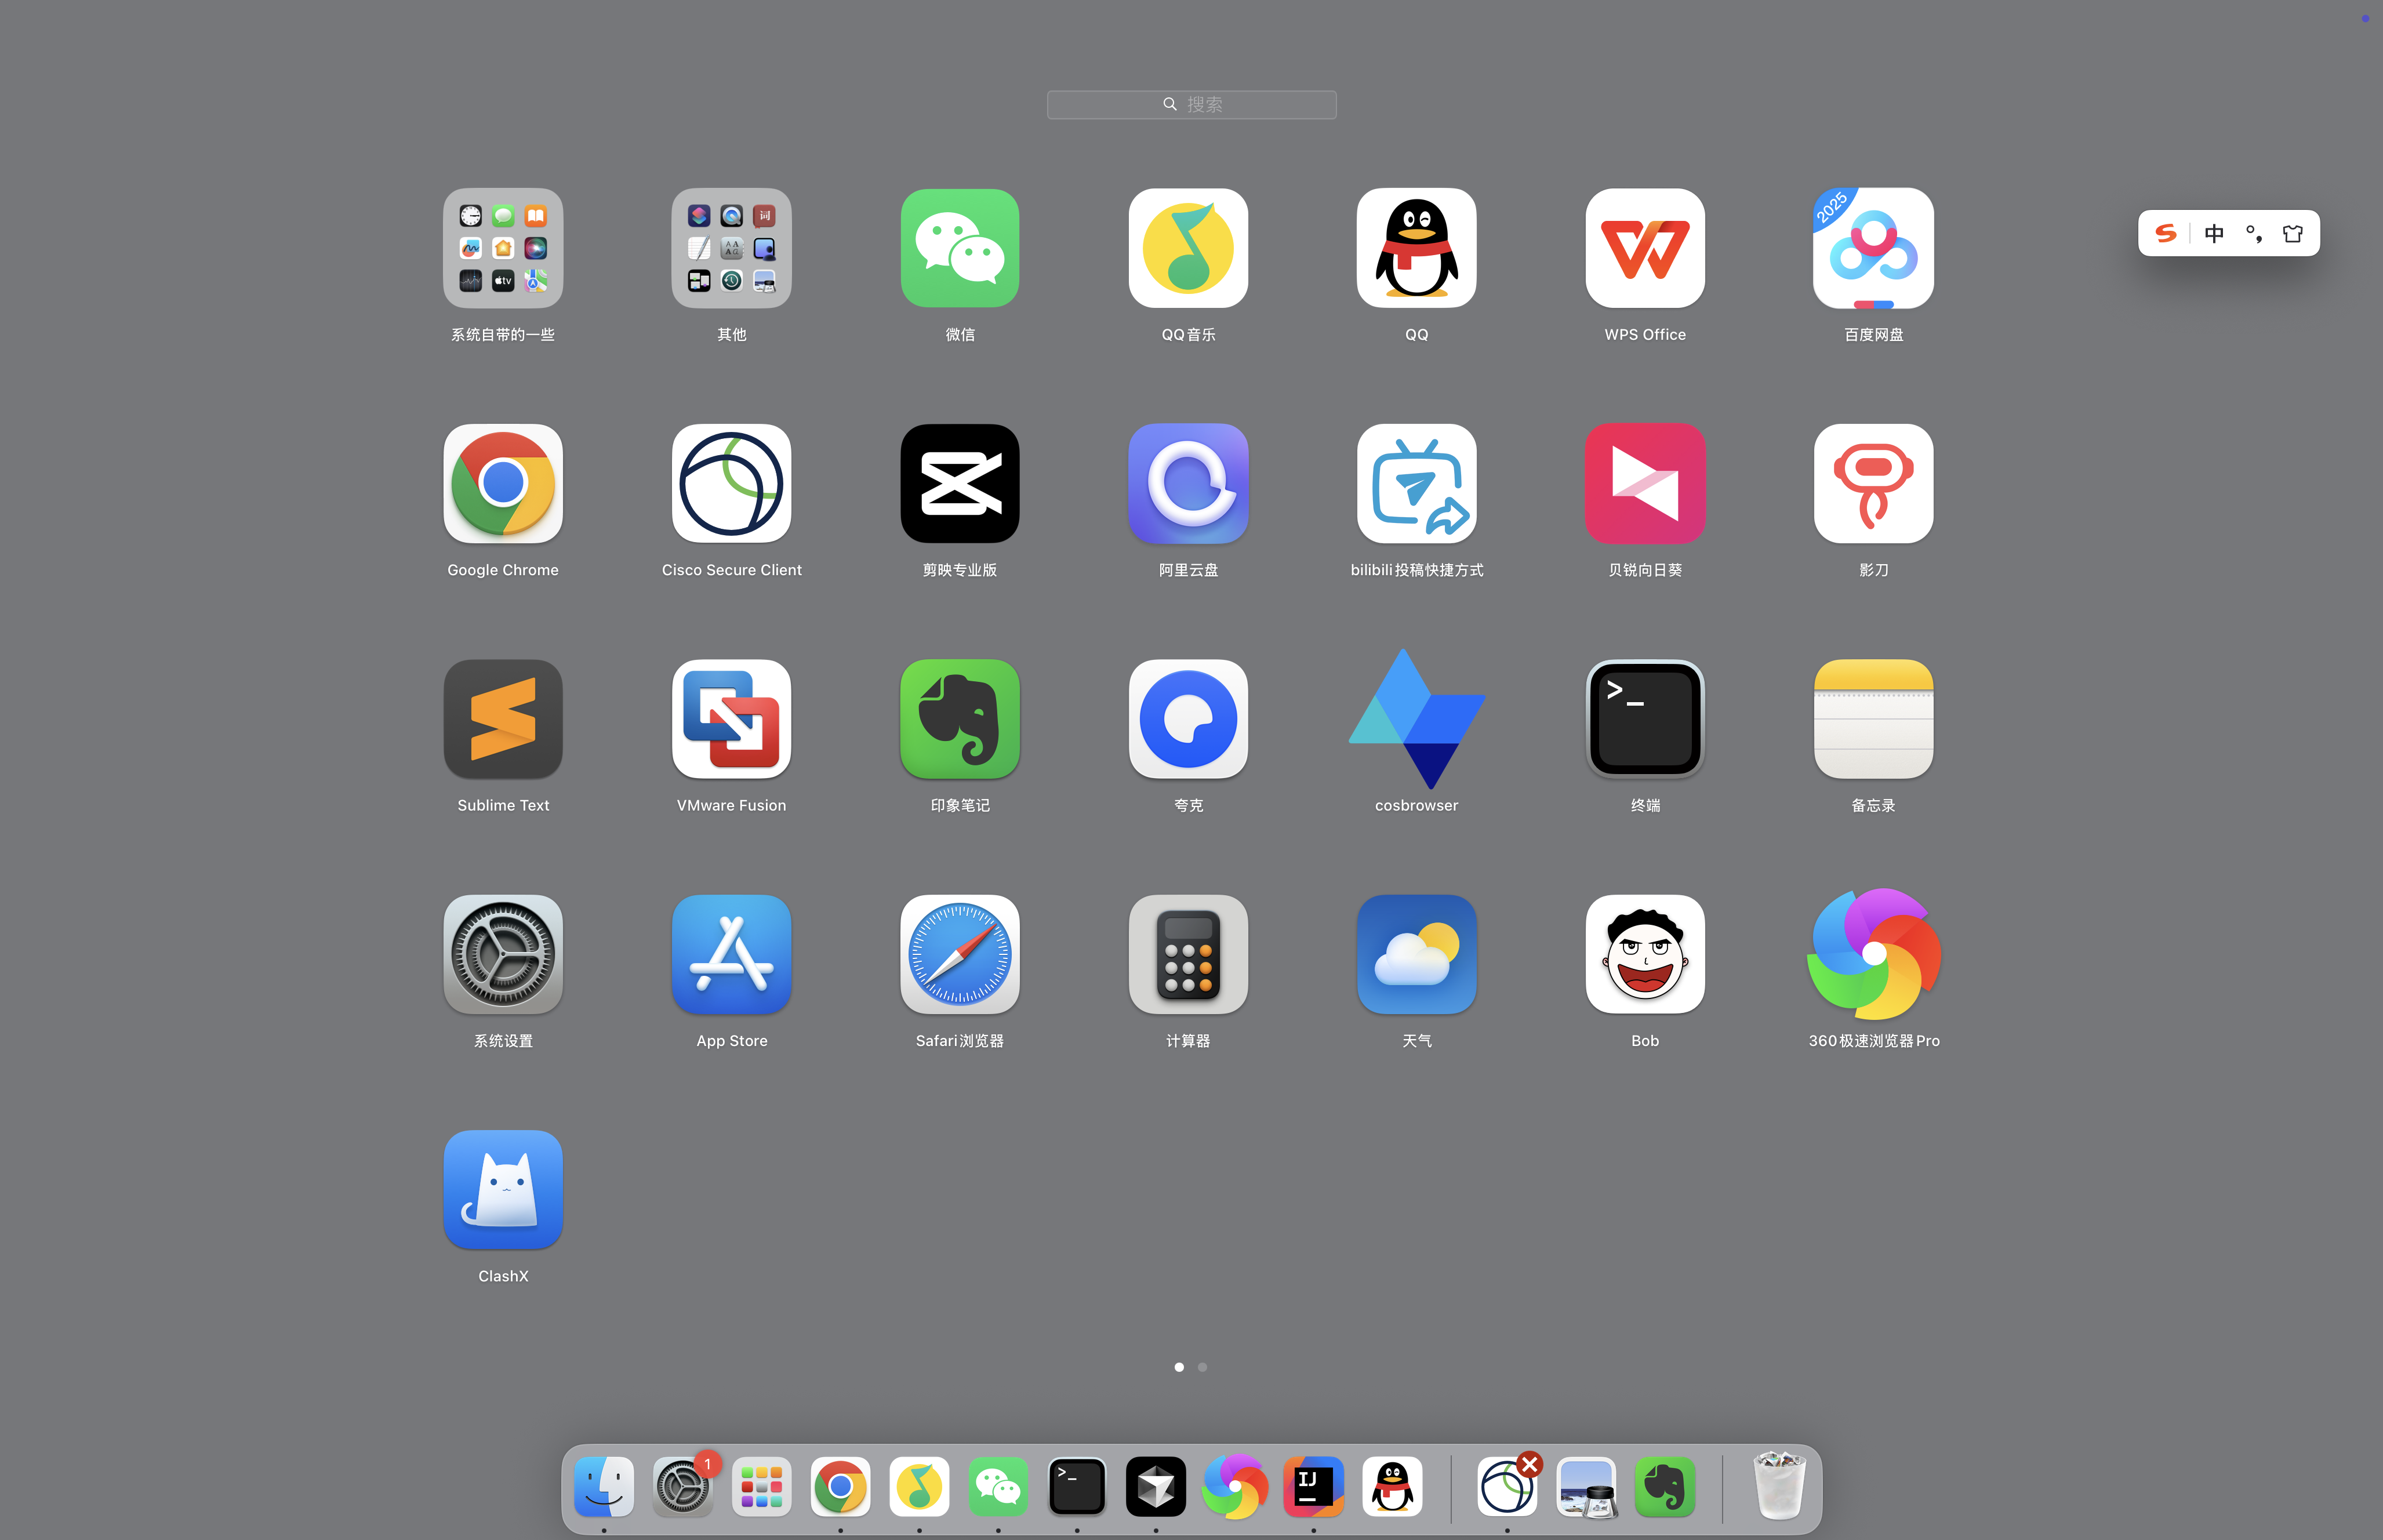 搜索
系统自带的一些
其他
微信
QQ音乐
QQ
WPS Office
2025
百度网盘
中
Google Chrome
Cisco Secure Client
剪映专业版
阿里云盘
bilibili投稿快捷方式
贝锐向日葵
影刀
Sublime Text
VMware Fusion
印象笔记
夸克
cosbrowser
终端
备忘录
系统设置
App Store
Safari浏览器
计算器
天气
Bob
360极速浏览器Pro
ClashX
1
IJ